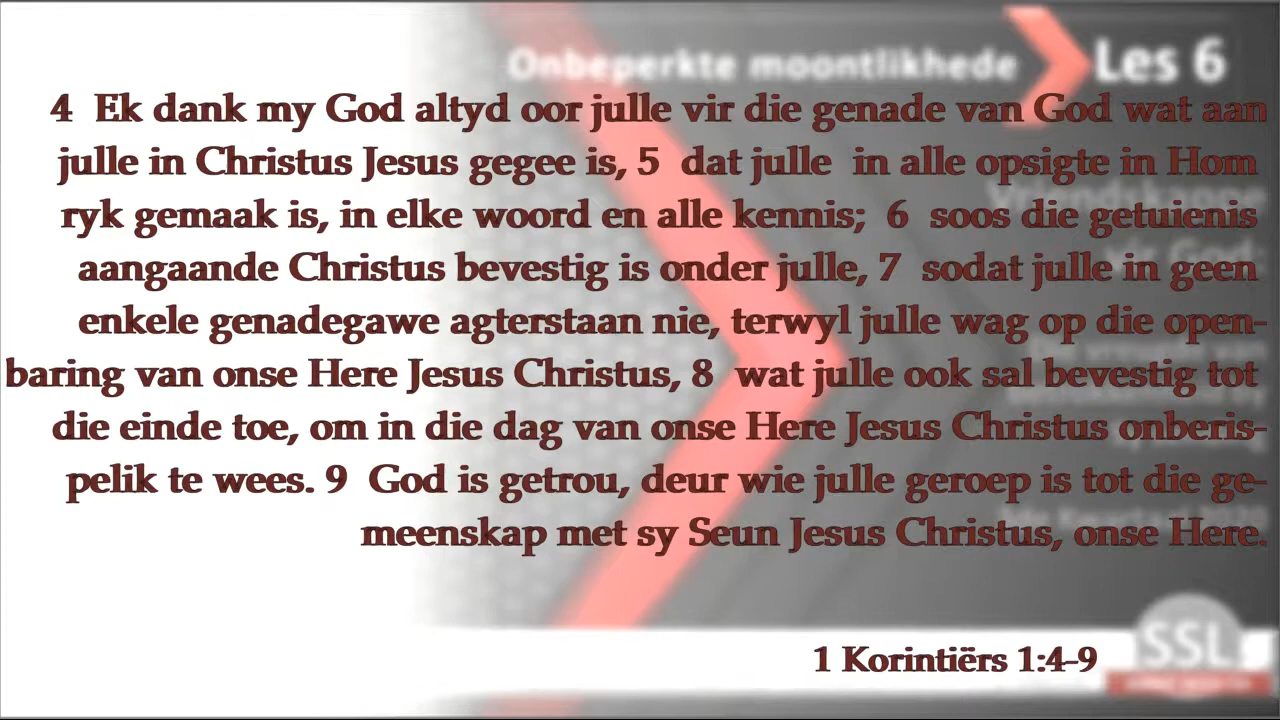 Onbeperkte moontlikhede Les 6
4 Ek dank my God altyd oor julle vir die genade van God wat aan
julle in Christus Jesus gegee is, 5 dat julle in alle opsigte in Hom
ryk gemaak is, in elke woord en alle kennis; 6 soos die getuienis
aangaande Christus bevestig is onder julle, 7 sodat julle in geen
enkele genadegawe agterstaan nie, terwyl julle wag op die open-
baring van onse Here Jesus Christus, 8 wat julle ook sal bevestig tot
die einde toe, om in die dag van onse Here Jesus Christus onberis-
pelik te wees. 9 God is getrou, deur wie julle geroep is tot die ge-
meenskap met sy Seun Jesus Christus, onse Here.
1 Korintiërs 1:4-9
SSL